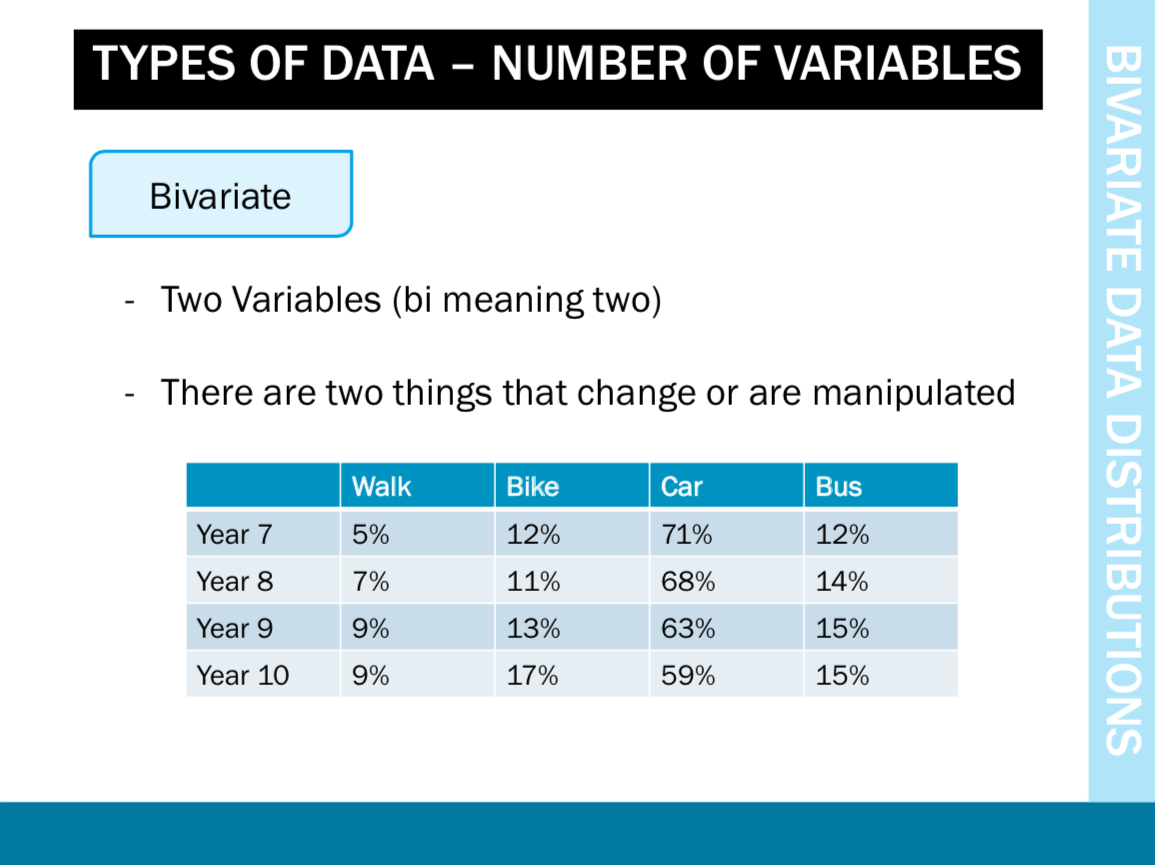 TYPES OF DATA – NUMBER OF VARIABLES
Bivariate
- Two Variables (bi meaning two)
- There are two things that change or are manipulated
Walk Bike Car Bus
Year 7 5% 12% 71% 12%
Year 8 7% 11% 68% 14%
Year 9 9% 13% 63% 15%
Year 10 9% 17% 59% 15%
BIVARIATE DATA DISTRIBUTIONS